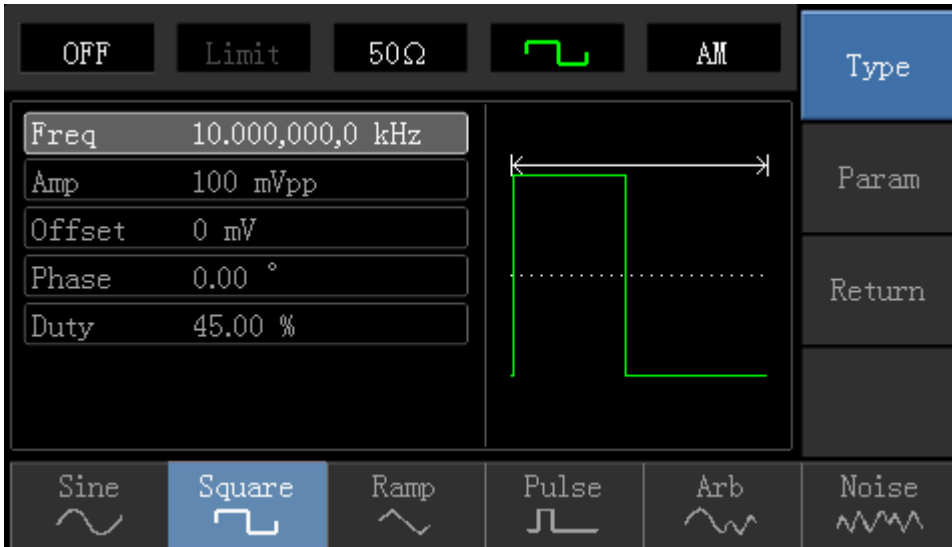 OFF Limit 50Ω AM
Type
Freq 10.000,000,0 kHz
Amp 100 mVpp
Offset 0 mV
Phase 0.00 °
Duty 45.00 %
Param
Return
Sine Square Ramp Pulse Arb Noise